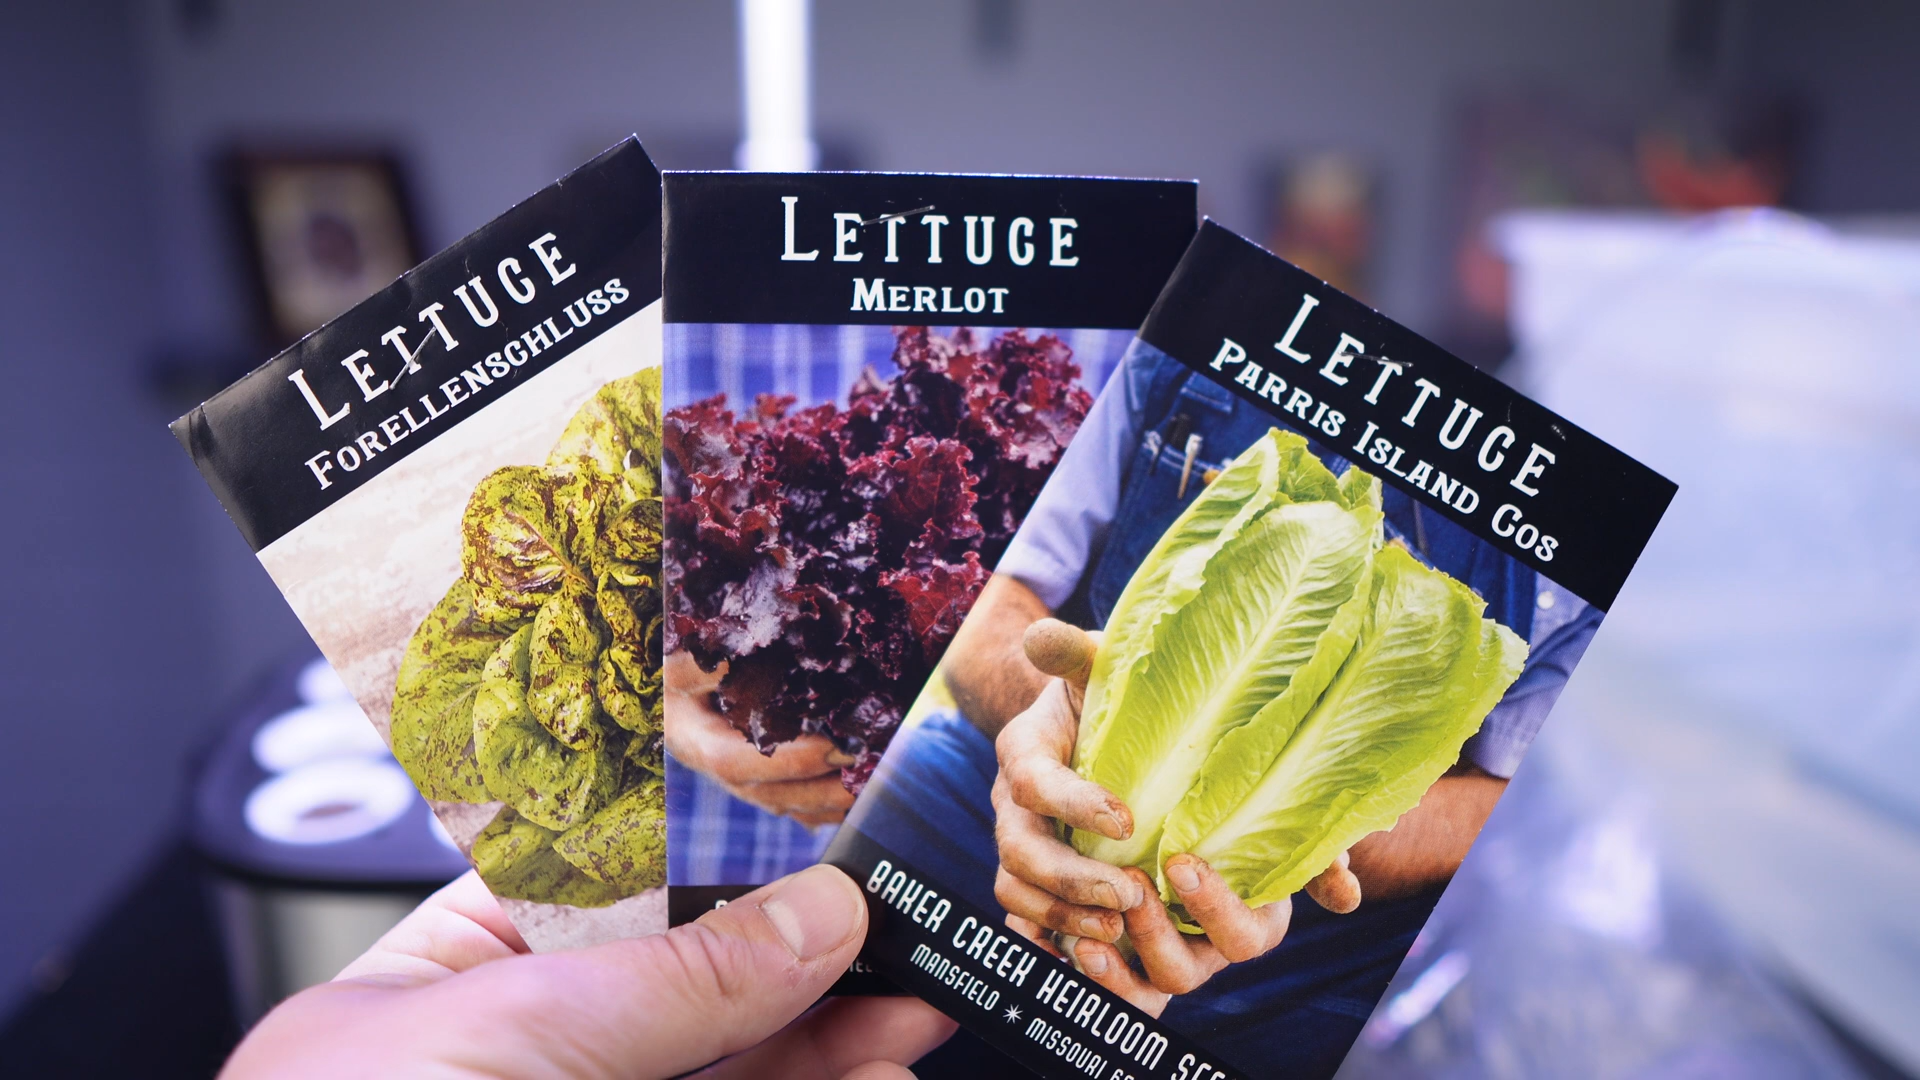 LETTUCE
FORELLENSCHLUSS
LETTUCE
MERLOT
LETTUCE
PARRIS ISLAND COS
BAKER CREEK HEIRLOOM
MANSFIELD * MISSOURI